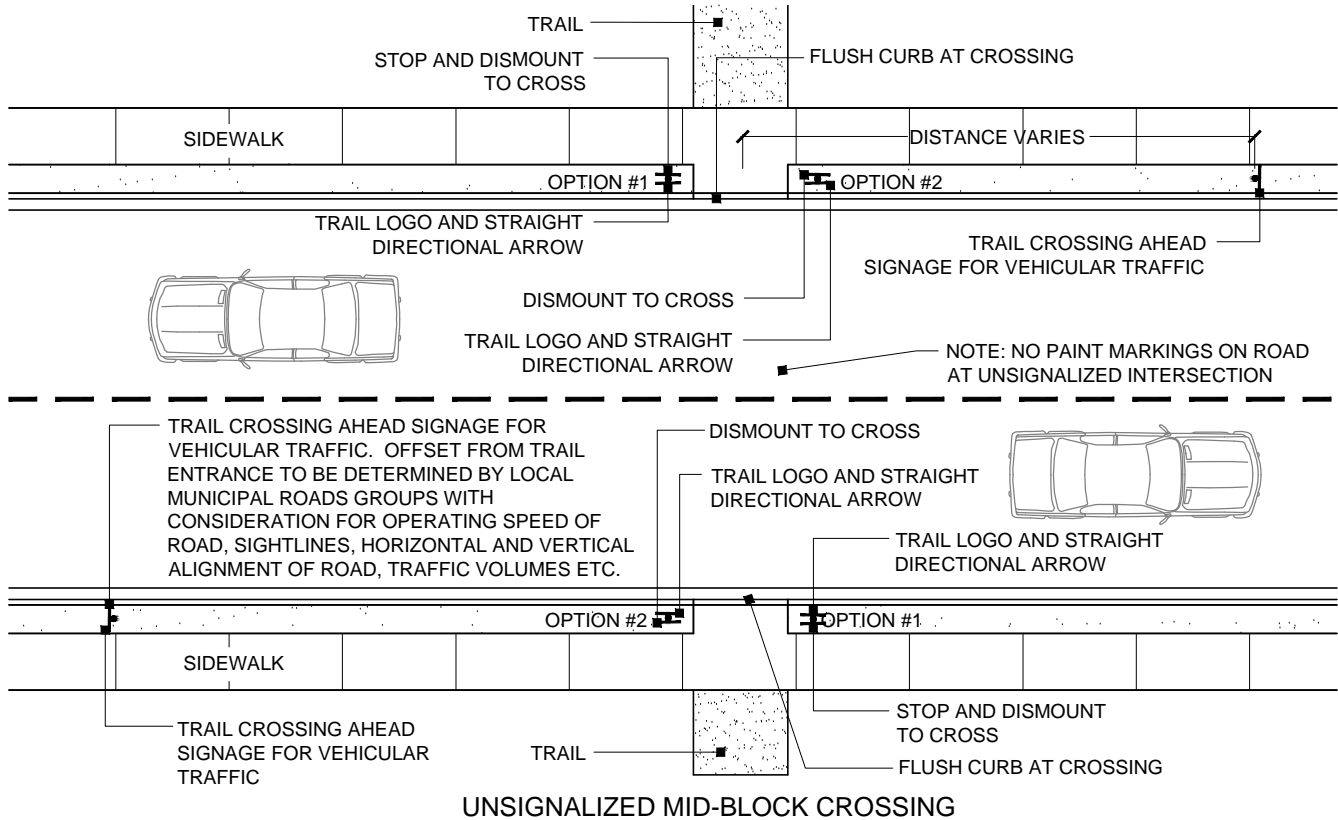 TRAIL
STOP AND DISMOUNT
TO CROSS
FLUSH CURB AT CROSSING
SIDEWALK
DISTANCE VARIES
OPTION #1
OPTION #2
TRAIL LOGO AND STRAIGHT
DIRECTIONAL ARROW
TRAIL CROSSING AHEAD
SIGNAGE FOR VEHICULAR TRAFFIC
DISMOUNT TO CROSS
TRAIL LOGO AND STRAIGHT
DIRECTIONAL ARROW
NOTE: NO PAINT MARKINGS ON ROAD
AT UNSIGNALIZED INTERSECTION
TRAIL CROSSING AHEAD SIGNAGE FOR
VEHICULAR TRAFFIC. OFFSET FROM TRAIL
ENTRANCE TO BE DETERMINED BY LOCAL
MUNICIPAL ROADS GROUPS WITH
CONSIDERATION FOR OPERATING SPEED OF
ROAD, SIGHTLINES, HORIZONTAL AND VERTICAL
ALIGNMENT OF ROAD, TRAFFIC VOLUMES ETC.
DISMOUNT TO CROSS
TRAIL LOGO AND STRAIGHT
DIRECTIONAL ARROW
TRAIL LOGO AND STRAIGHT
DIRECTIONAL ARROW
OPTION #2
OPTION #1
SIDEWALK
TRAIL CROSSING AHEAD
SIGNAGE FOR VEHICULAR
TRAFFIC
TRAIL
STOP AND DISMOUNT
TO CROSS
FLUSH CURB AT CROSSING
UNSIGNALIZED MID-BLOCK CROSSING